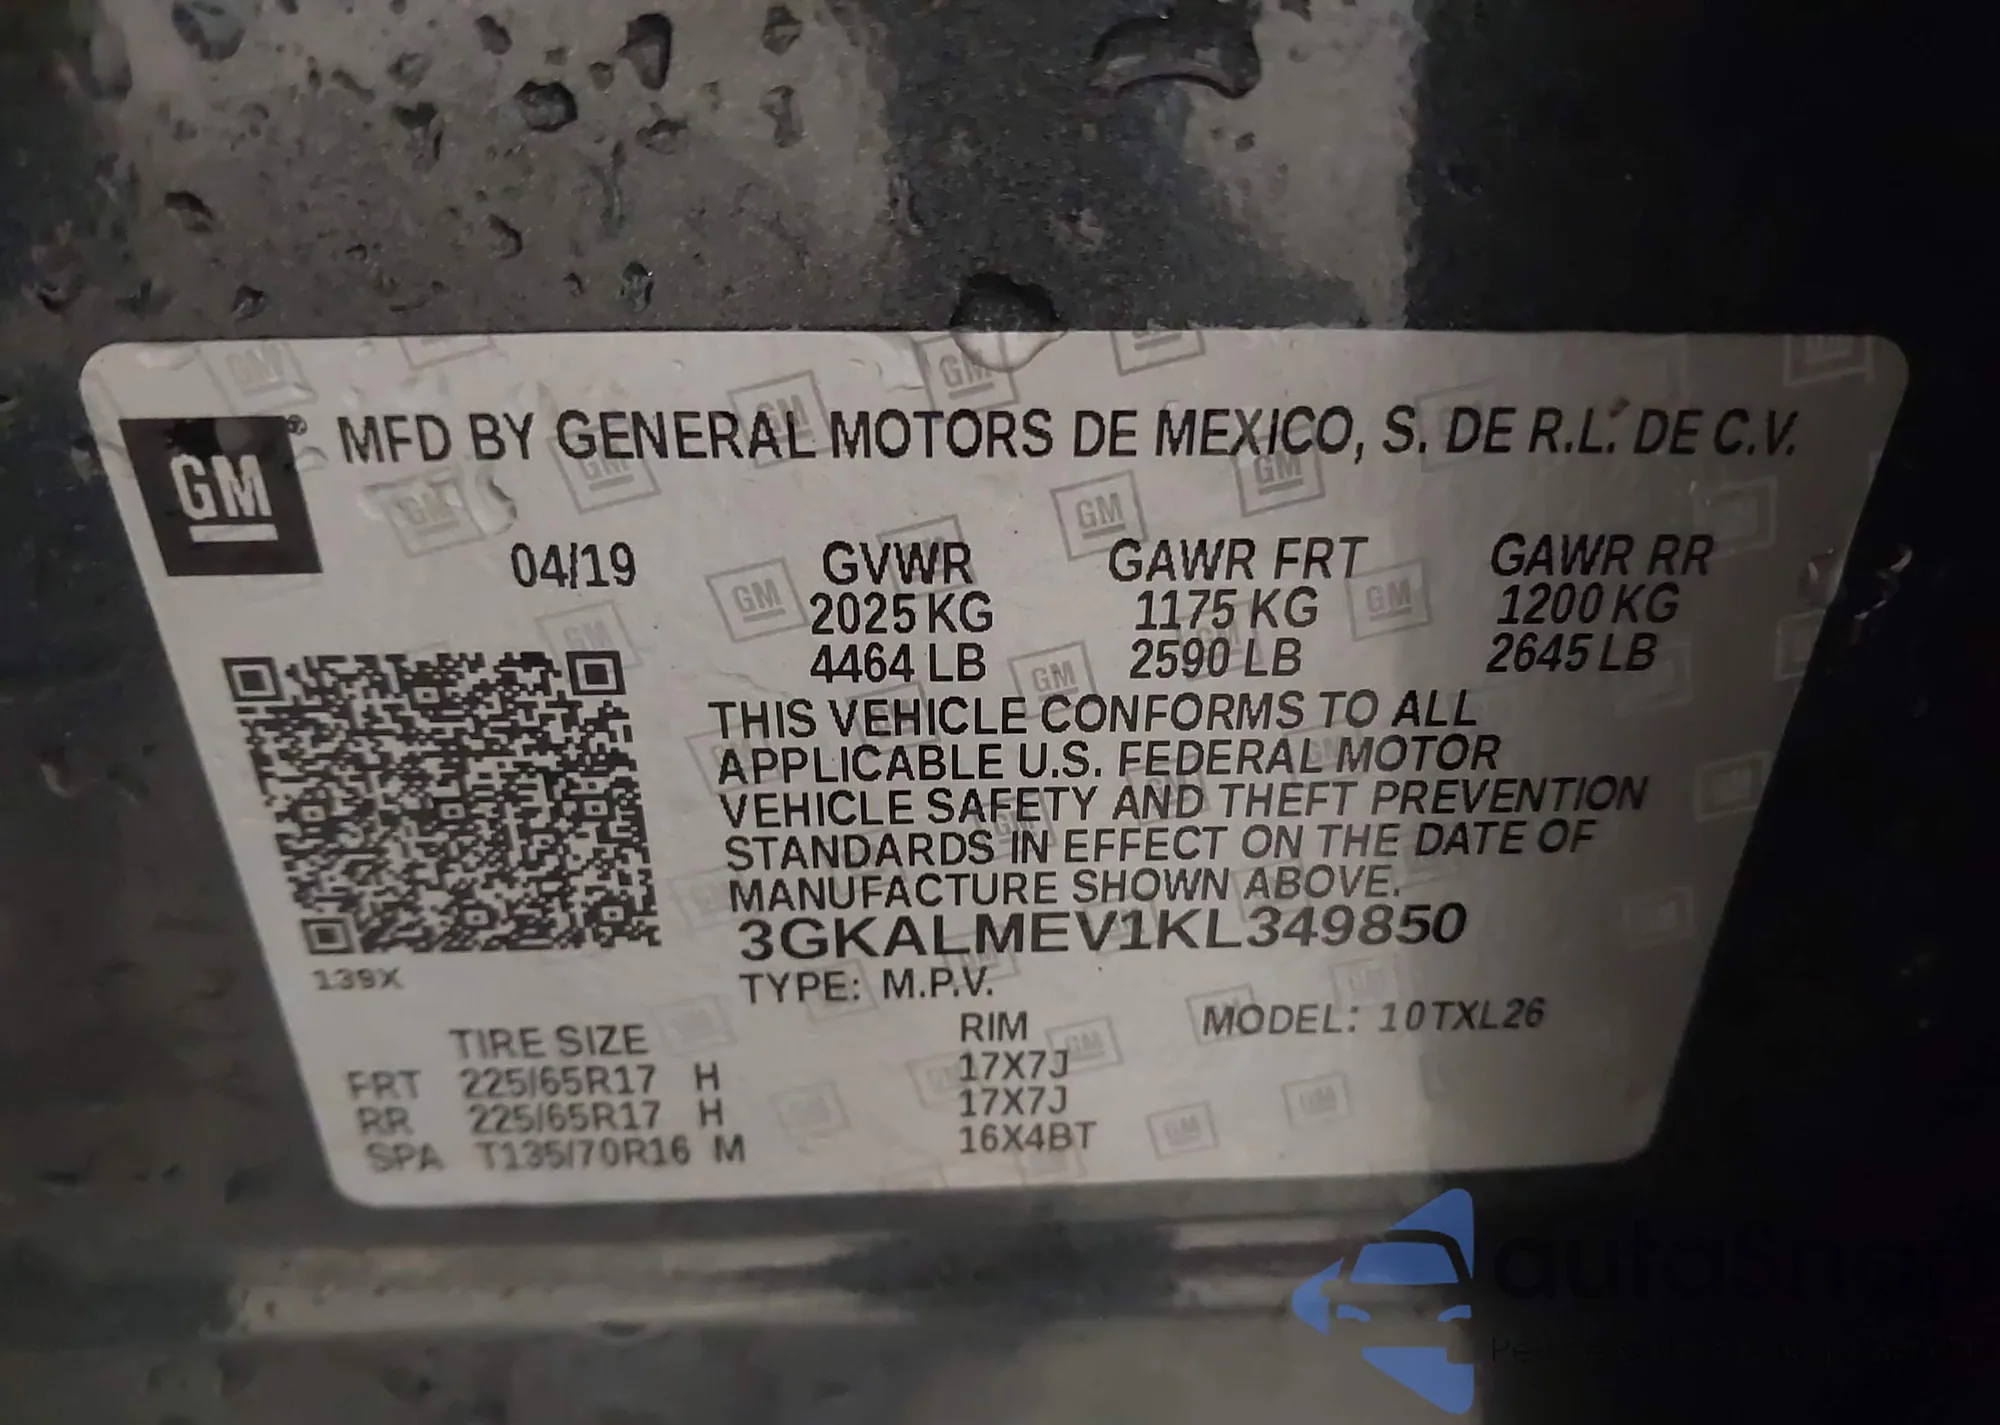 GM ® MFD BY GENERAL MOTORS DE MEXICO, S. DE R.L. DE C.V.
04/19 GVWR GAWR FRT GAWR RR
2025 KG 1175 KG 1200 KG
4464 LB 2590 LB 2645 LB
THIS VEHICLE CONFORMS TO ALL
APPLICABLE U.S. FEDERAL MOTOR
VEHICLE SAFETY AND THEFT PREVENTION
STANDARDS IN EFFECT ON THE DATE OF
MANUFACTURE SHOWN ABOVE.
3GKALMEV1KL349850
139X
TYPE: M.P.V.
TIRE SIZE RIM MODEL: 10TXL26
FRT 225/65R17 H 17X7J
RR 225/65R17 H 17X7J
SPA T135/70R16 M 16X4BT